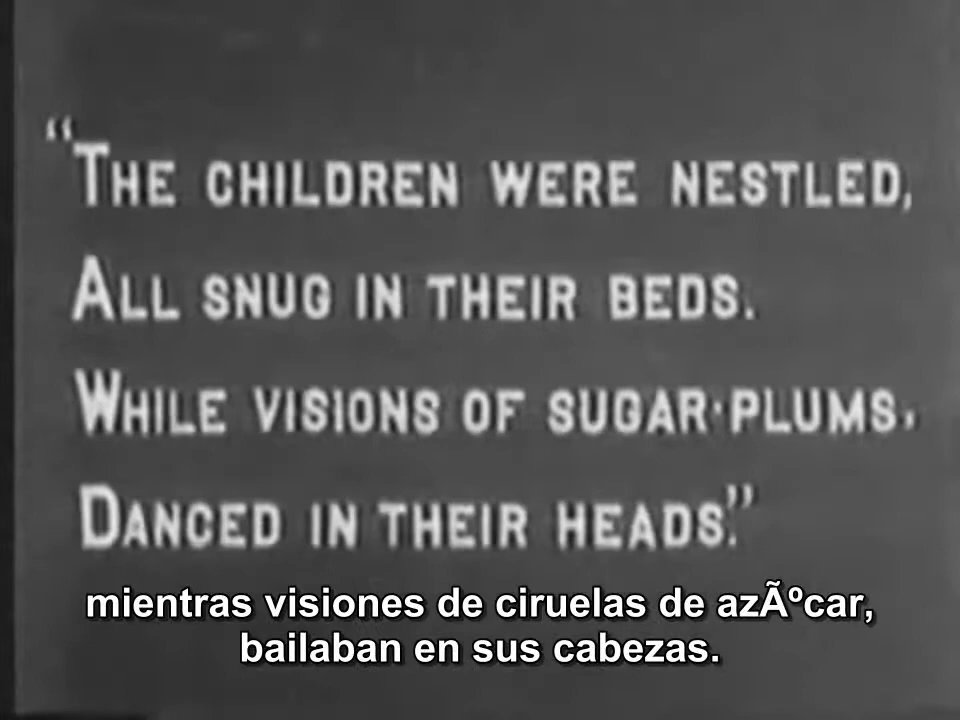 "THE CHILDREN WERE NESTLED,
ALL SNUG IN THEIR BEDS.
WHILE VISIONS OF SUGAR-PLUMS,
DANCED IN THEIR HEADS."
mientras visiones de ciruelas de azÃºcar,
bailaban en sus cabezas.